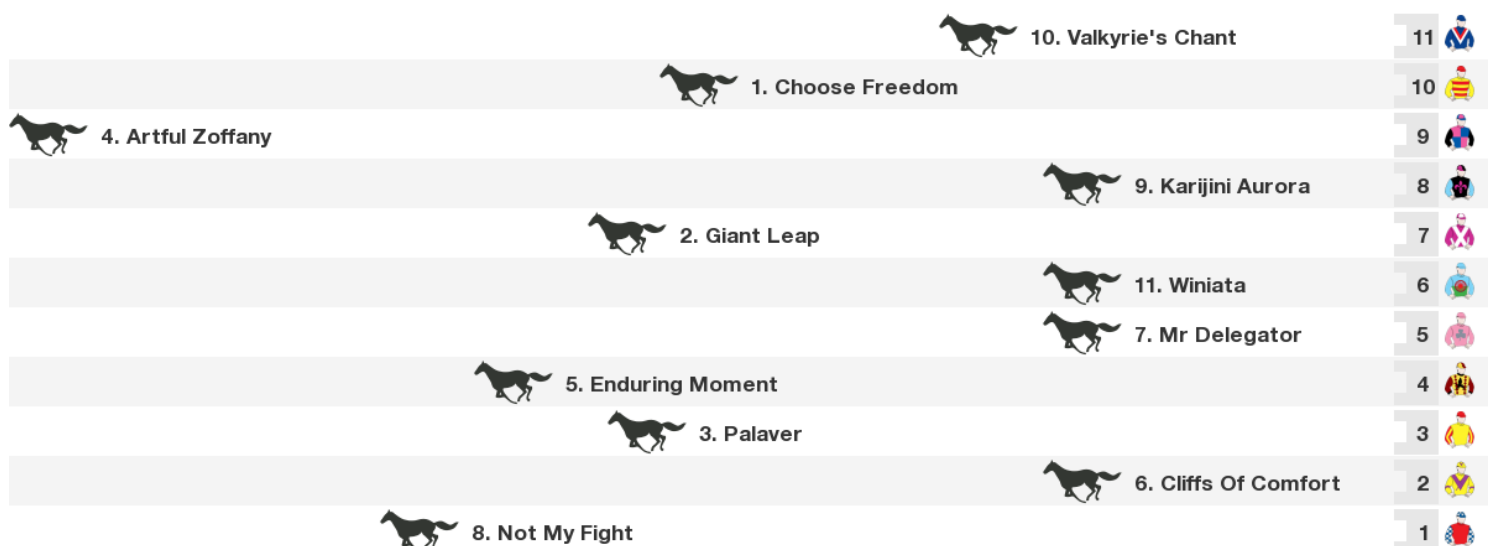 10. Valkyrie's Chant 11
1. Choose Freedom 10
4. Artful Zoffany 9
9. Karijini Aurora 8
2. Giant Leap 7
11. Winiata 6
7. Mr Delegator 5
5. Enduring Moment 4
3. Palaver 3
6. Cliffs Of Comfort 2
8. Not My Fight 1